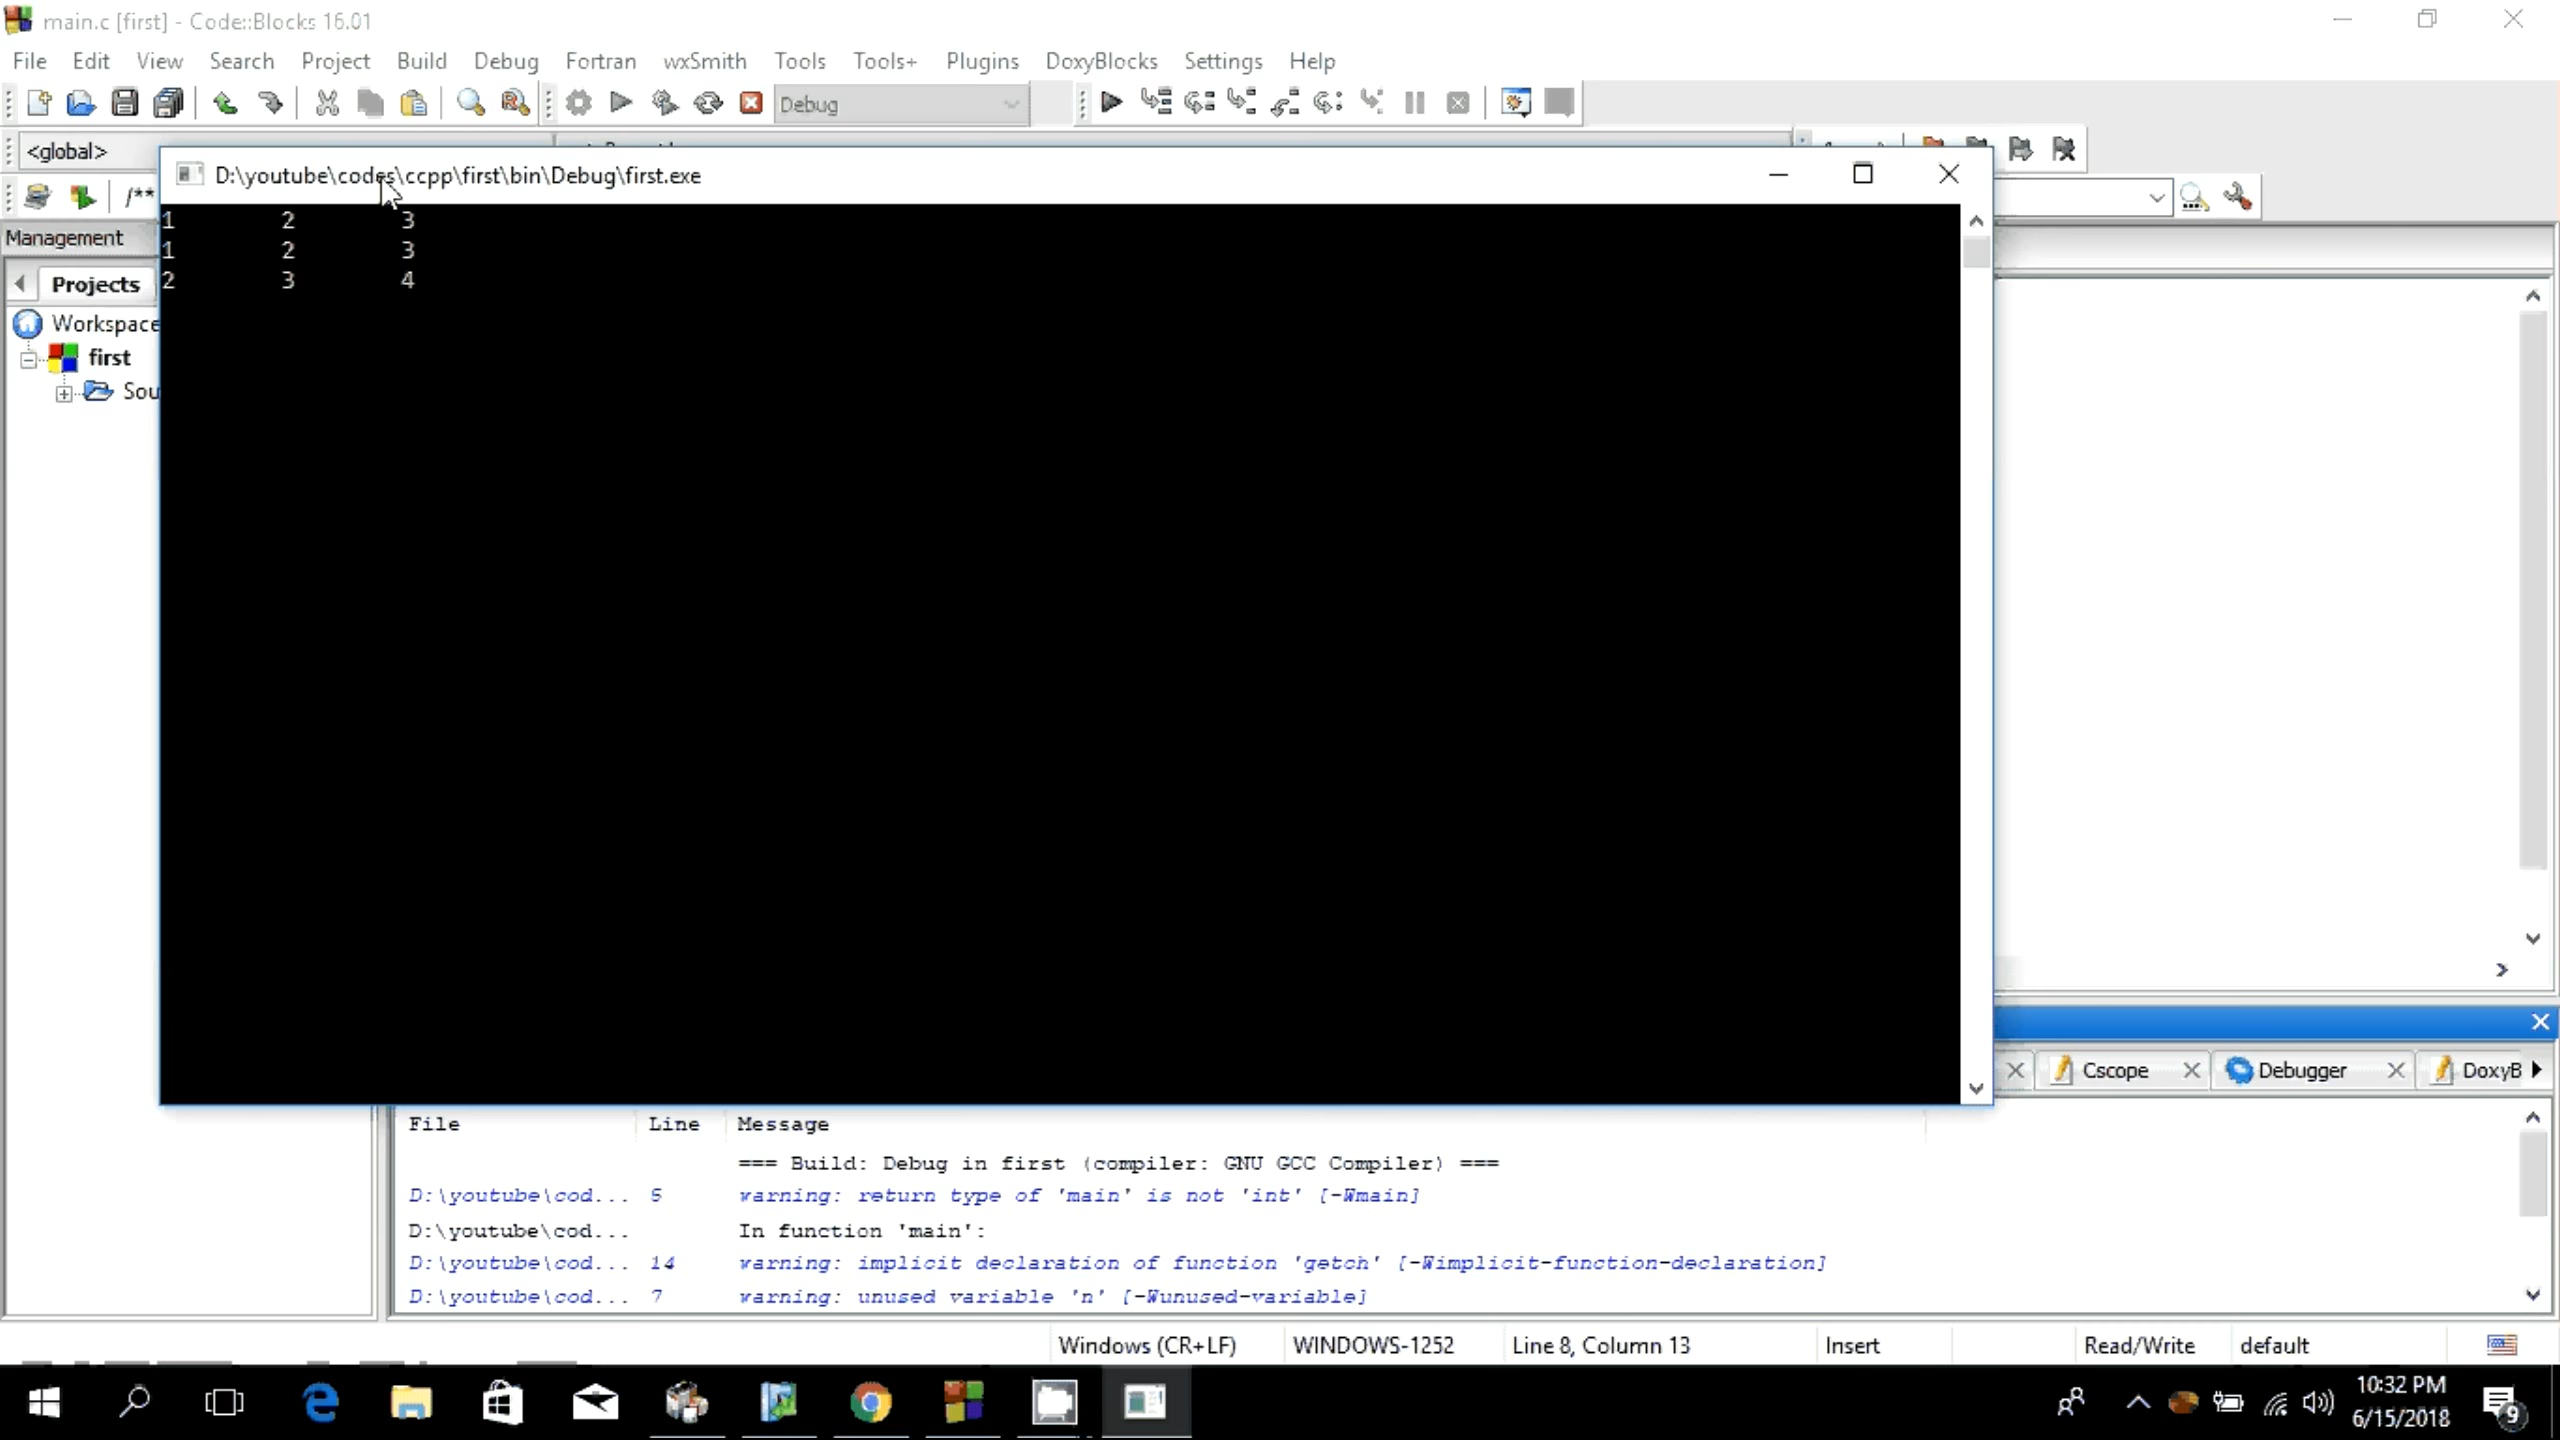 main.c [first] - Code::Blocks 16.01
File Edit View Search Project Build Debug Fortran wxSmith Tools Tools+ Plugins DoxyBlocks Settings Help
Debug
<global>
D:\youtube\codes\ccpp\first\bin\Debug\first.exe
/**
1 2 3
1 2 3
2 3 4
Management
Projects
Workspace
first
Sou
Cscope Debugger DoxyB
File Line Message
=== Build: Debug in first (compiler: GNU GCC Compiler) ===
D:\youtube\cod... 5 warning: return type of 'main' is not 'int' [-Wmain]
D:\youtube\cod... In function 'main':
D:\youtube\cod... 14 warning: implicit declaration of function 'getch' [-Wimplicit-function-declaration]
D:\youtube\cod... 7 warning: unused variable 'n' [-Wunused-variable]
Windows (CR+LF) WINDOWS-1252 Line 8, Column 13 Insert Read/Write default
10:32 PM
6/15/2018
9